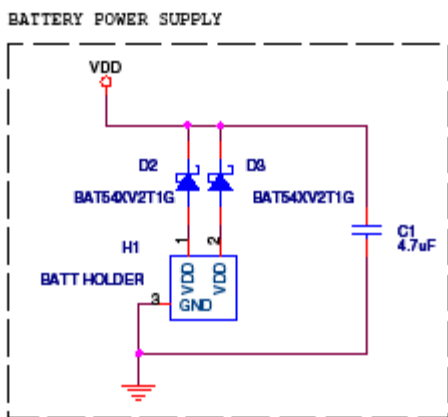 BATTERY POWER SUPPLY
VDD
D2
D3
BAT54XV2T1G
BAT54XV2T1G
H1
1
2
C1
4.7uF
BATT HOLDER
VDD
VDD
3
GND